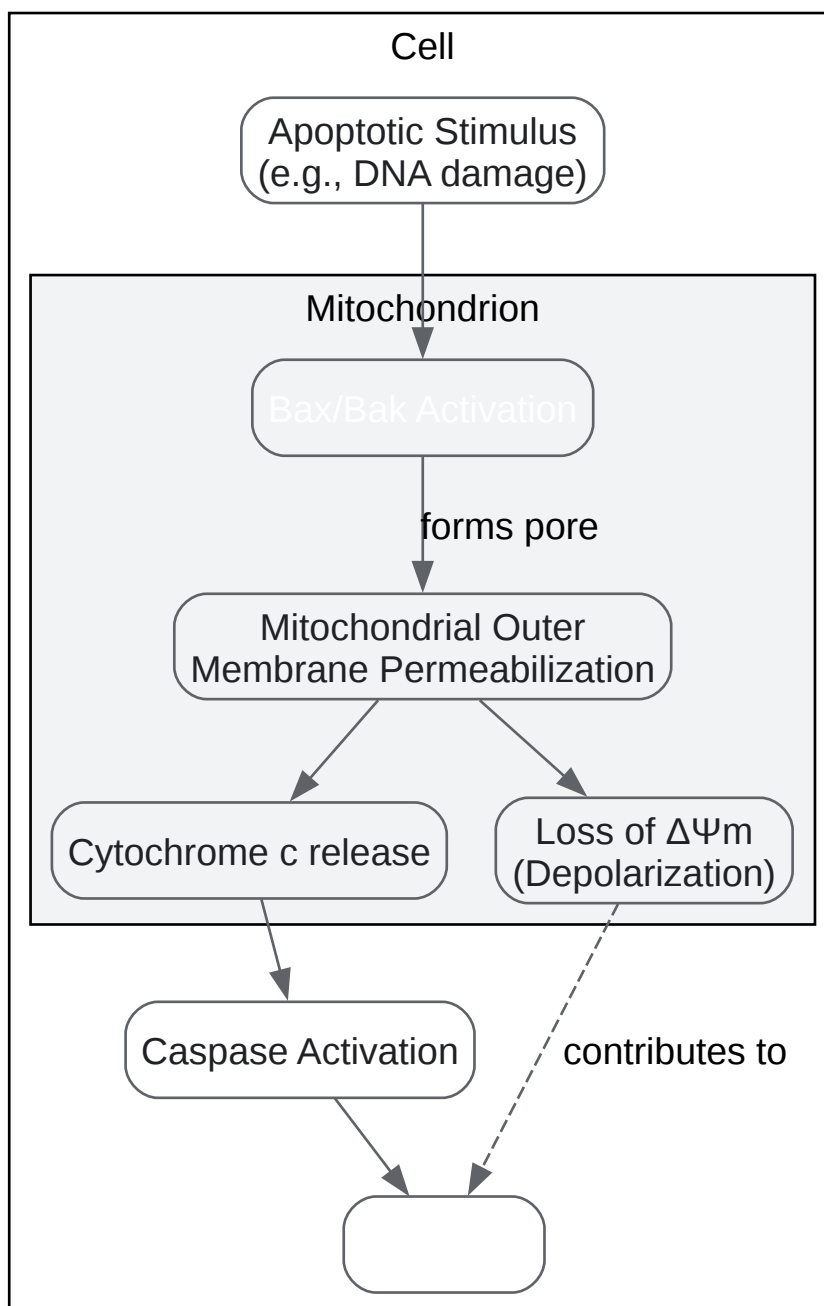 Cell
Apoptotic Stimulus
(e.g., DNA damage)
Mitochondrion
Bax/Bak Activation
forms pore
Mitochondrial Outer
Membrane Permeabilization
Cytochrome c release
Loss of ΔΨm
(Depolarization)
Caspase Activation
contributes to